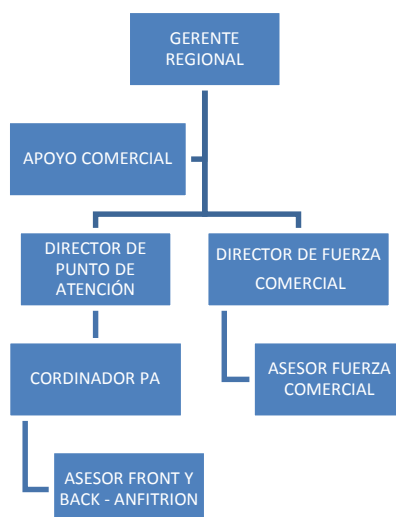 GERENTE
REGIONAL
APOYO COMERCIAL
DIRECTOR DE
PUNTO DE
ATENCIÓN
DIRECTOR DE FUERZA
COMERCIAL
CORDINADOR PA
ASESOR FUERZA
COMERCIAL
ASESOR FRONT Y
BACK - ANFITRION